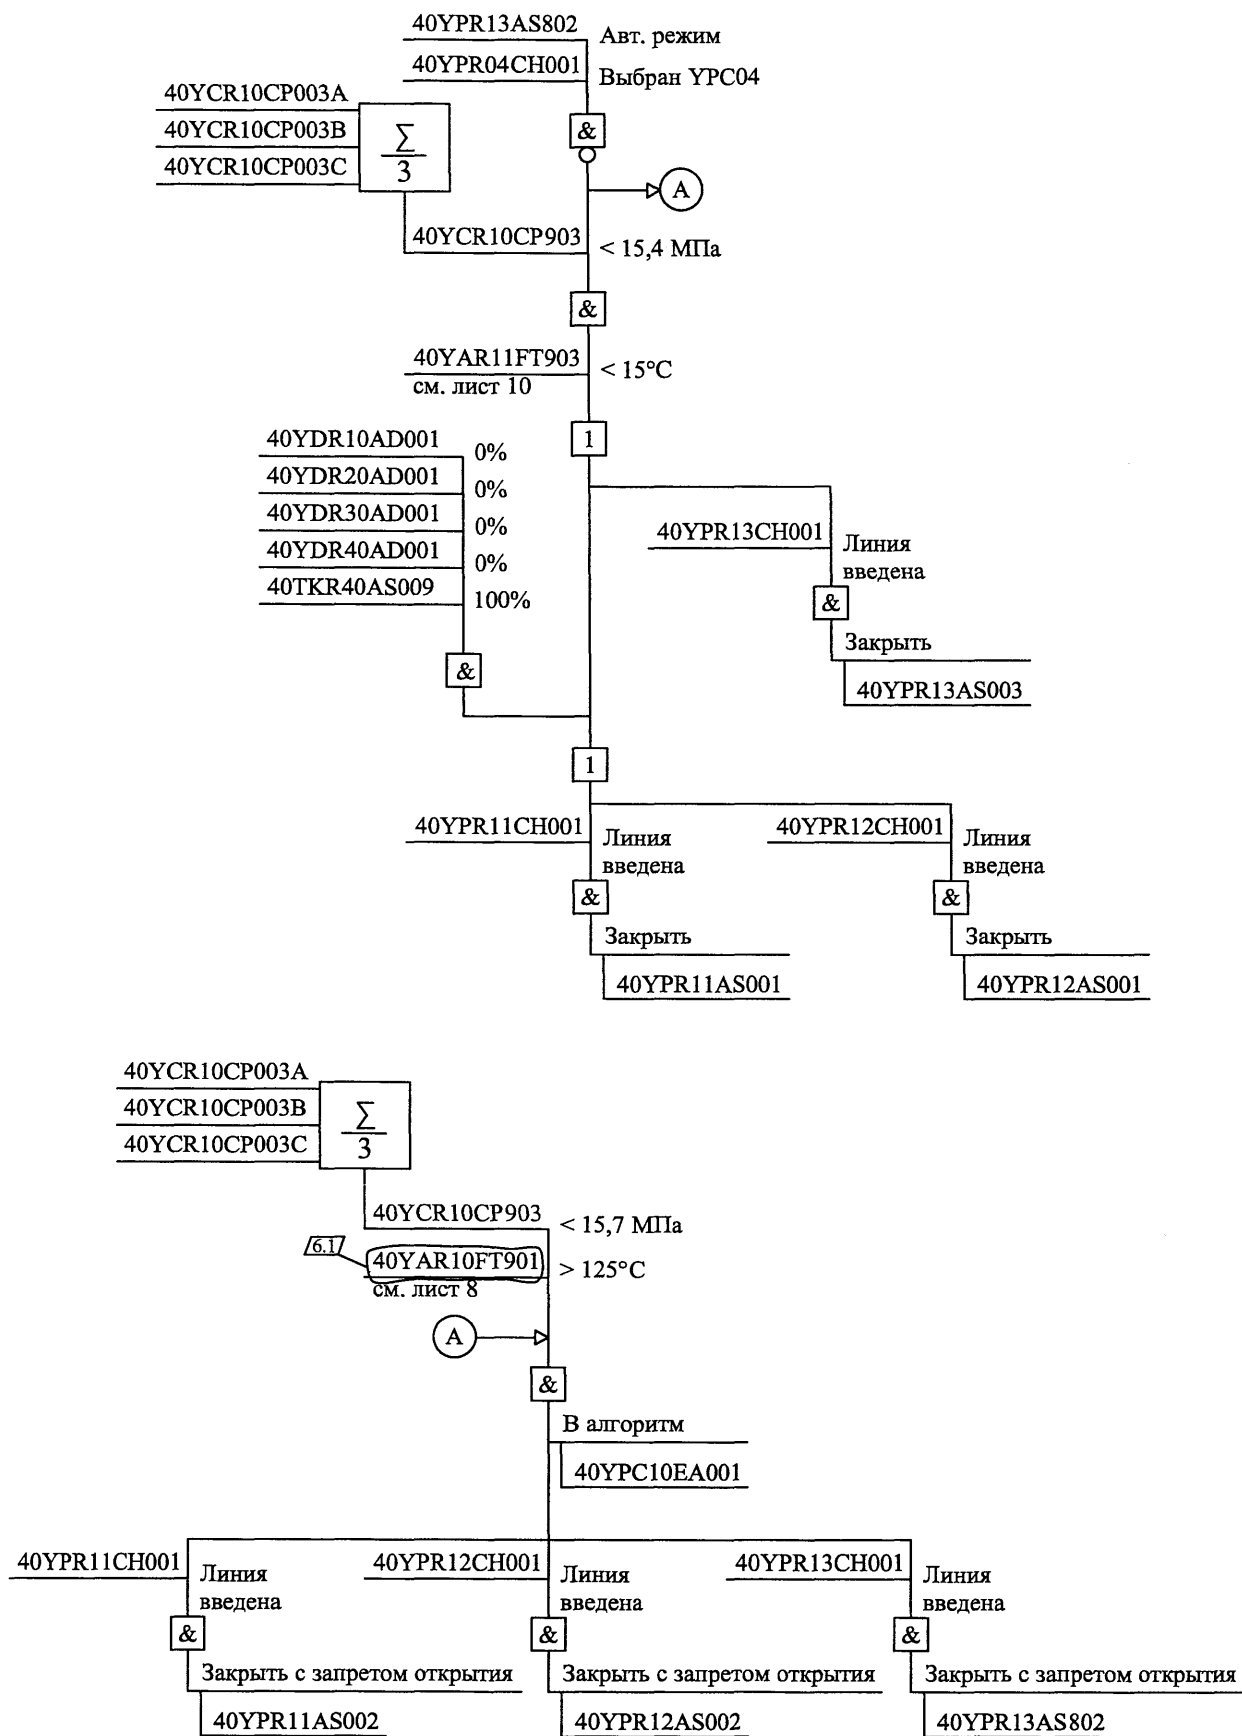 40YPR13AS802
Авт. режим
40YPR04CH001
Выбран YPC04
40YCR10CP003A
40YCR10CP003B
40YCR10CP003C
∑
3
&
A
40YCR10CP903
< 15,4 МПа
&
40YAR11FT903
< 15°C
см. лист 10
1
40YDR10AD001
0%
40YDR20AD001
0%
40YDR30AD001
0%
40YDR40AD001
0%
40TKR40AS009
100%
&
40YPR13CH001
Линия
введена
&
Закрыть
40YPR13AS003
1
40YPR11CH001
Линия
введена
&
Закрыть
40YPR11AS001
40YPR12CH001
Линия
введена
&
Закрыть
40YPR12AS001
40YCR10CP003A
40YCR10CP003B
40YCR10CP003C
∑
3
40YCR10CP903
< 15,7 МПа
6.1
40YAR10FT901
> 125°C
см. лист 8
A
&
В алгоритм
40YPC10EA001
40YPR11CH001
Линия
введена
&
Закрыть с запретом открытия
40YPR11AS002
40YPR12CH001
Линия
введена
&
Закрыть с запретом открытия
40YPR12AS002
40YPR13CH001
Линия
введена
&
Закрыть с запретом открытия
40YPR13AS802